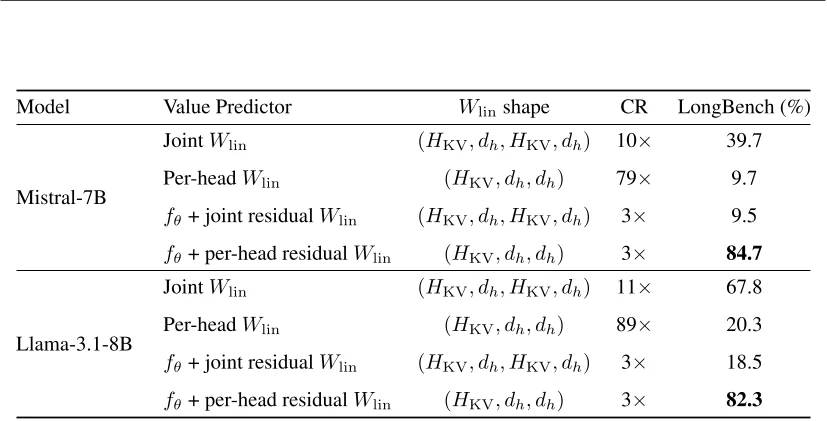 Model Value Predictor W_lin shape CR LongBench (%)
Joint W_lin (H_KV, d_h, H_KV, d_h) 10× 39.7
Per-head W_lin (H_KV, d_h, d_h) 79× 9.7
Mistral-7B
f_θ + joint residual W_lin (H_KV, d_h, H_KV, d_h) 3× 9.5
f_θ + per-head residual W_lin (H_KV, d_h, d_h) 3× 84.7
Joint W_lin (H_KV, d_h, H_KV, d_h) 11× 67.8
Per-head W_lin (H_KV, d_h, d_h) 89× 20.3
Llama-3.1-8B
f_θ + joint residual W_lin (H_KV, d_h, H_KV, d_h) 3× 18.5
f_θ + per-head residual W_lin (H_KV, d_h, d_h) 3× 82.3